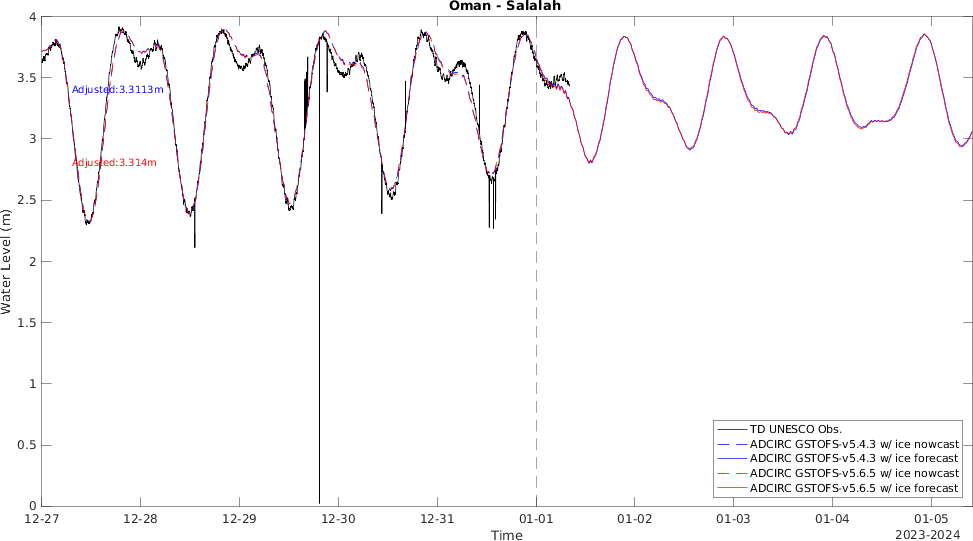 Oman - Salalah
Water Level (m)
4
3.5
3
2.5
2
1.5
1
0.5
0
Adjusted:3.3113m
Adjusted:3.314m
TD UNESCO Obs.
ADCIRC GSTOFS-v5.4.3 w/ ice nowcast
ADCIRC GSTOFS-v5.4.3 w/ ice forecast
ADCIRC GSTOFS-v5.6.5 w/ ice nowcast
ADCIRC GSTOFS-v5.6.5 w/ ice forecast
12-27 12-28 12-29 12-30 12-31 01-01 01-02 01-03 01-04 01-05
Time
2023-2024